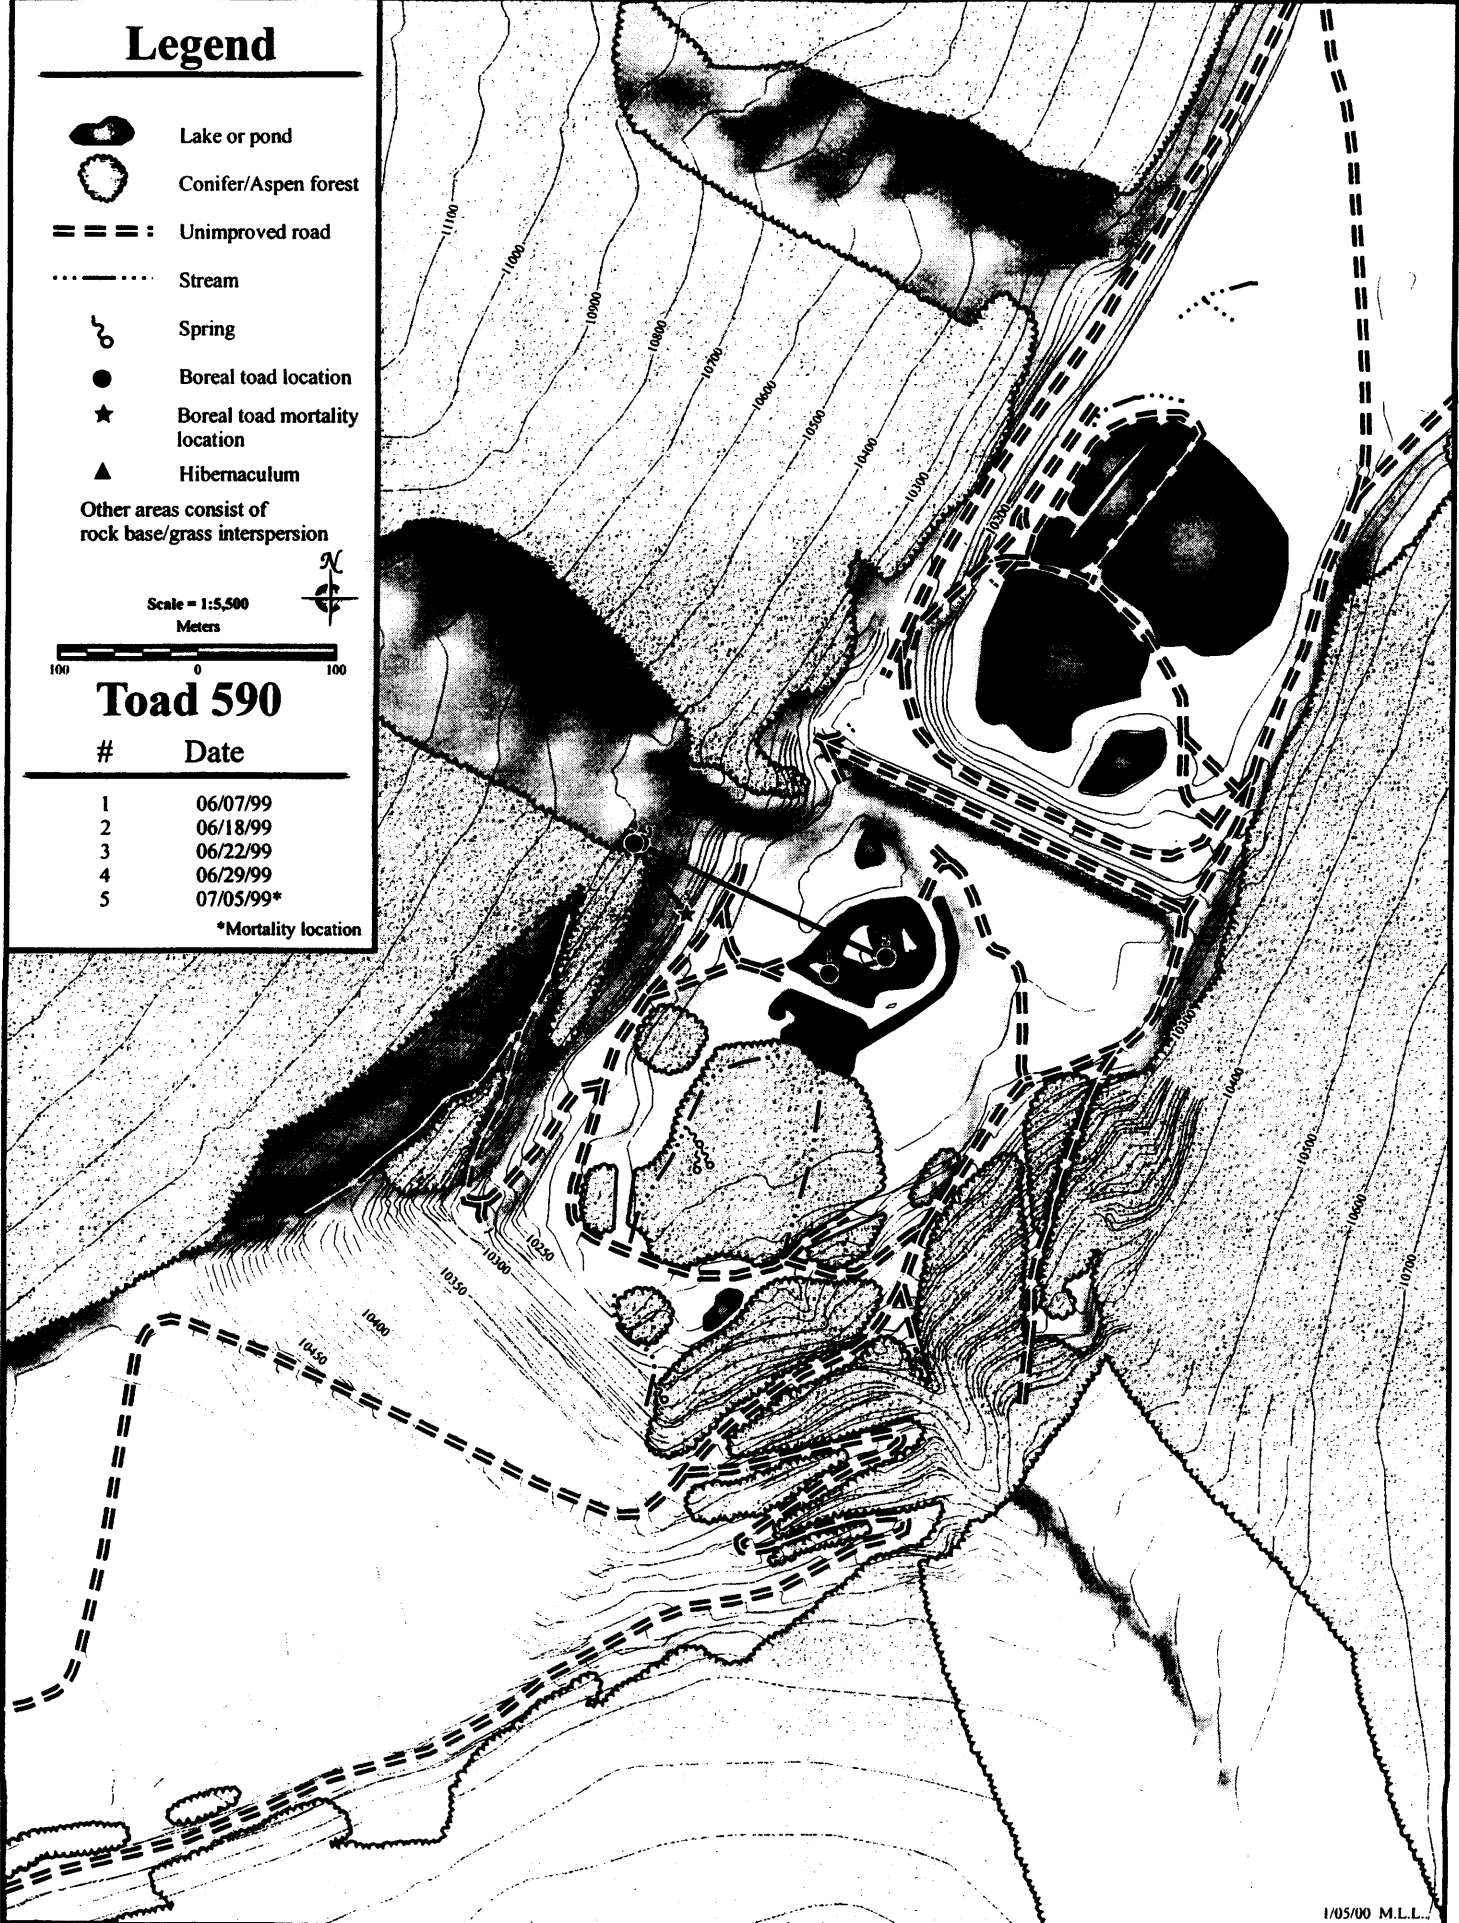 Legend
Lake or pond
Conifer/Aspen forest
Unimproved road
Stream
Spring
Boreal toad location
Boreal toad mortality
location
Hibernaculum
Other areas consist of
rock base/grass interspersion
N
Scale = 1:5,500
Meters
100 0 100
Toad 590
# Date
1 06/07/99
2 06/18/99
3 06/22/99
4 06/29/99
5 07/05/99*
*Mortality location
11100
11000
10900
10800
10700
10600
10500
10400
10300
10200
10300
10400
10500
10600
10700
10250
10300
10350
10400
10450
1/05/00 M.L.L.